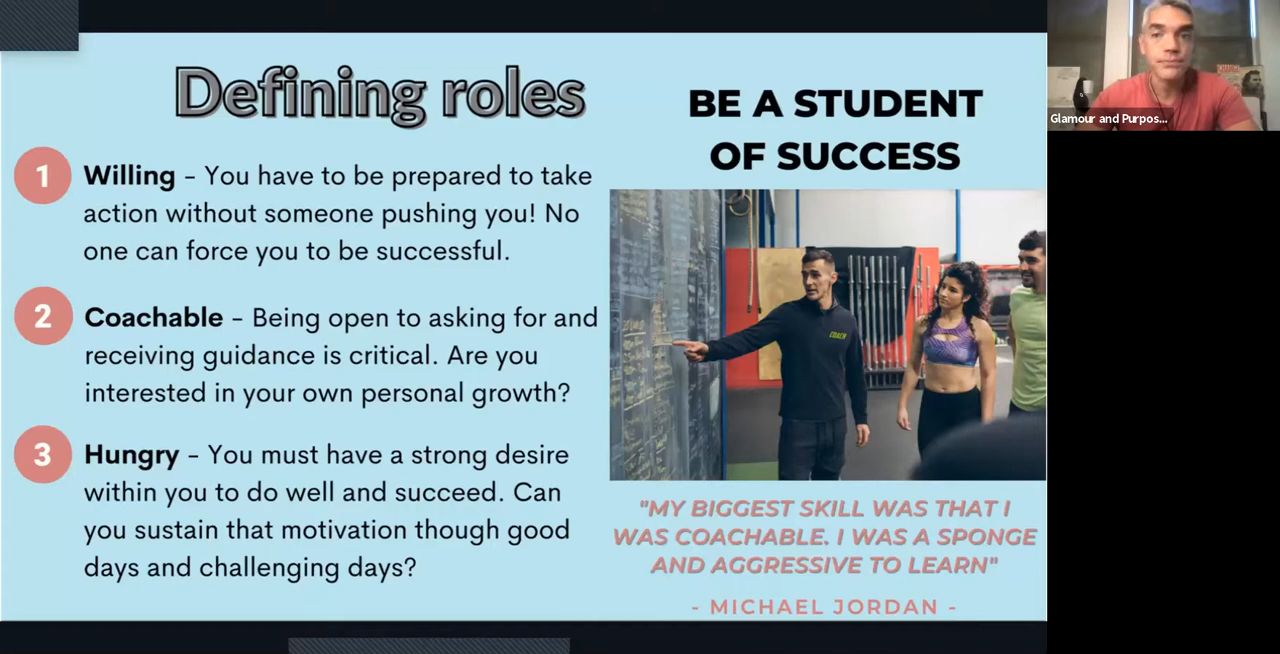 Defining roles
1
Willing – You have to be prepared to take
action without someone pushing you! No
one can force you to be successful.
2
Coachable – Being open to asking for and
receiving guidance is critical. Are you
interested in your own personal growth?
3
Hungry – You must have a strong desire
within you to do well and succeed. Can
you sustain that motivation though good
days and challenging days?
BE A STUDENT
OF SUCCESS
COACH
"MY BIGGEST SKILL WAS THAT I
WAS COACHABLE. I WAS A SPONGE
AND AGGRESSIVE TO LEARN"
- MICHAEL JORDAN -
Glamour and Purpos...